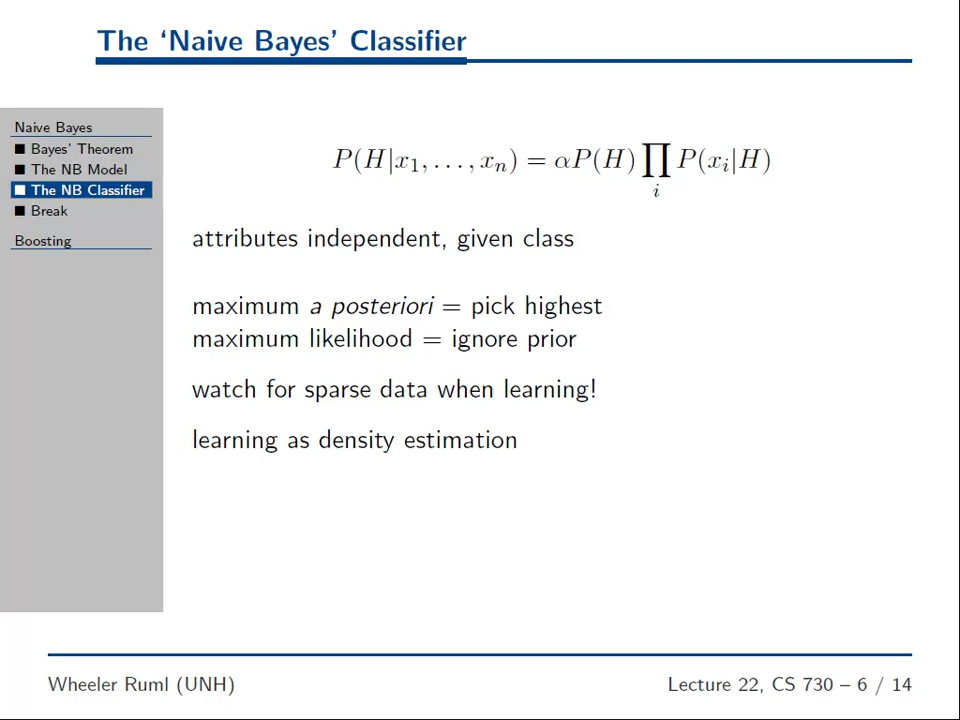 The ‘Naive Bayes’ Classifier
Naive Bayes
■ Bayes’ Theorem
■ The NB Model
■ The NB Classifier
■ Break
Boosting
P(H|x₁, . . . , xₙ) = αP(H) ∏ᵢ P(xᵢ|H)
attributes independent, given class
maximum a posteriori = pick highest
maximum likelihood = ignore prior
watch for sparse data when learning!
learning as density estimation
Wheeler Ruml (UNH)
Lecture 22, CS 730 – 6 / 14